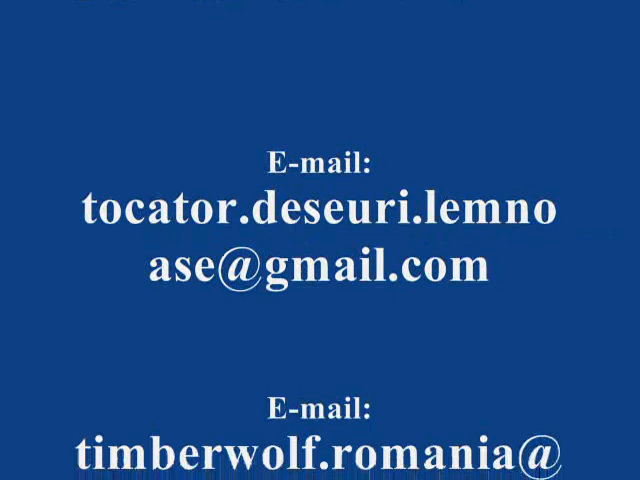 E-mail:
tocator.deseuri.lemno
ase@gmail.com
E-mail:
timberwolf.romania@